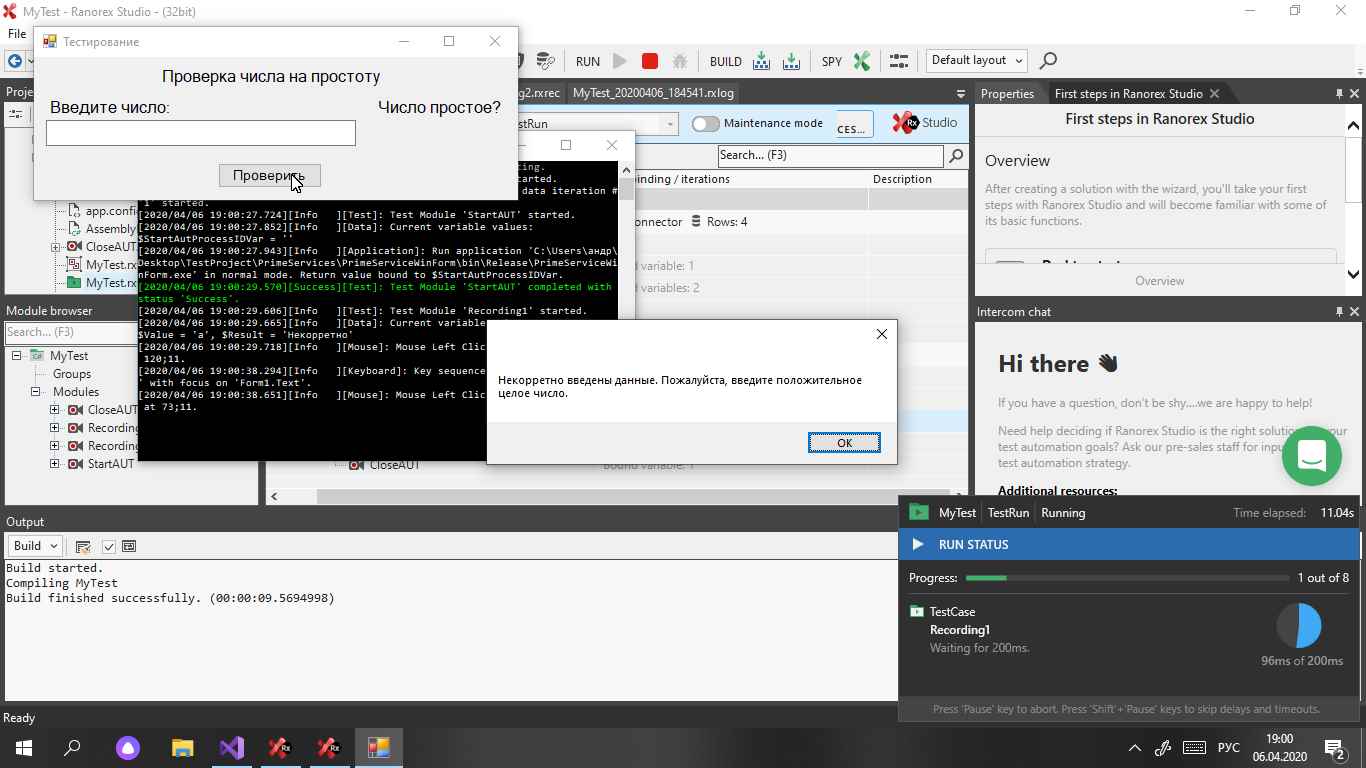 MyTest - Ranorex Studio - (32bit)
File
Тестирование
Проверка числа на простоту
Введите число:
Число простое?
Проверить
RUN
BUILD
SPY
Default layout
g2.rxrec
MyTest_20200406_184541.rxlog
stRun
Maintenance mode
CES...
Studio
Search... (F3)
inding / iterations
Description
onnector
Rows: 4
d variable: 1
d variables: 2
Bound variable: 1
CloseAUT
Proje
app.confi
Assembly
CloseAUT
MyTest.rx
MyTest.rx
Module browser
Search... (F3)
MyTest
Groups
Modules
CloseAUT
Recording
Recording
StartAUT
ting.
tarted.
data iteration #
1' started.
[2020/04/06 19:00:27.724][Info   ][Test]: Test Module 'StartAUT' started.
[2020/04/06 19:00:27.852][Info   ][Data]: Current variable values:
$StartAutProcessIDVar = ''
[2020/04/06 19:00:27.943][Info   ][Application]: Run application 'C:\Users\андр\
Desktop\TestProject\PrimeServices\PrimeServiceWinForm\bin\Release\PrimeServiceWi
nForm.exe' in normal mode. Return value bound to $StartAutProcessIDVar.
[2020/04/06 19:00:29.570][Success][Test]: Test Module 'StartAUT' completed with
status 'Success'.
[2020/04/06 19:00:29.606][Info   ][Test]: Test Module 'Recording1' started.
[2020/04/06 19:00:29.665][Info   ][Data]: Current variable
$Value = 'a', $Result = 'Некорретно'
[2020/04/06 19:00:29.718][Info   ][Mouse]: Mouse Left Clic
120;11.
[2020/04/06 19:00:38.294][Info   ][Keyboard]: Key sequence
' with focus on 'Form1.Text'.
[2020/04/06 19:00:38.651][Info   ][Mouse]: Mouse Left Clic
at 73;11.
Некорретно введены данные. Пожалуйста, введите положительное
целое число.
OK
Properties
First steps in Ranorex Studio
First steps in Ranorex Studio
Overview
After creating a solution with the wizard, you'll take your first
steps with Ranorex Studio and will become familiar with some
of its basic functions.
Overview
Intercom chat
Hi there
If you have a question, don't be shy....we are happy to help!
Need help deciding if Ranorex Studio is the right solution
your
test automation goals? Ask our pre-sales staff for inpu
test automation strategy.
Additional resources:
Output
Build
Build started.
Compiling MyTest
Build finished successfully. (00:00:09.5694998)
MyTest
TestRun
Running
Time elapsed:
11.04s
RUN STATUS
Progress:
1 out of 8
TestCase
Recording1
Waiting for 200ms.
96ms of 200ms
Press 'Pause' key to abort. Press 'Shift'+'Pause' keys to skip delays and timeouts.
Ready
Rx
Rx
РУС
19:00
06.04.2020
2